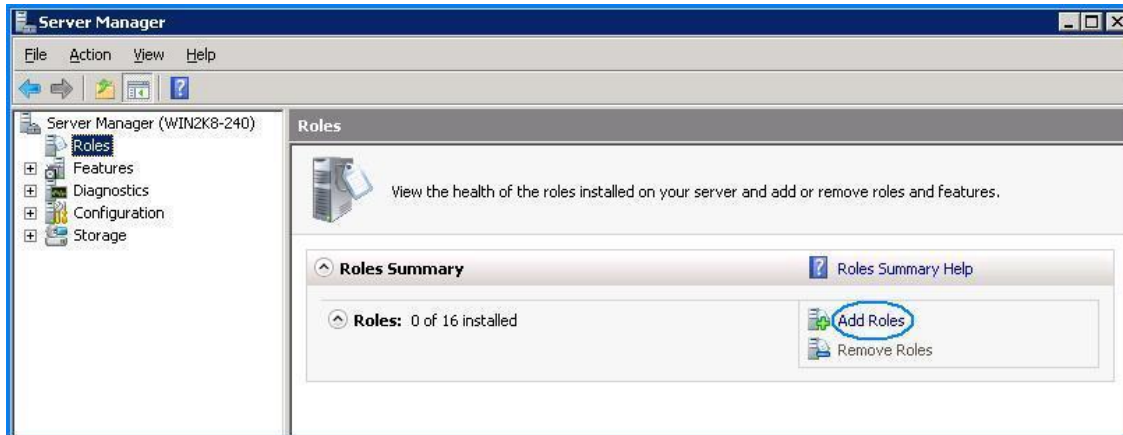 Server Manager
File Action View Help
Server Manager (WIN2K8-240)
Roles
Features
Diagnostics
Configuration
Storage
Roles
View the health of the roles installed on your server and add or remove roles and features.
Roles Summary
Roles Summary Help
Roles: 0 of 16 installed
Add Roles
Remove Roles